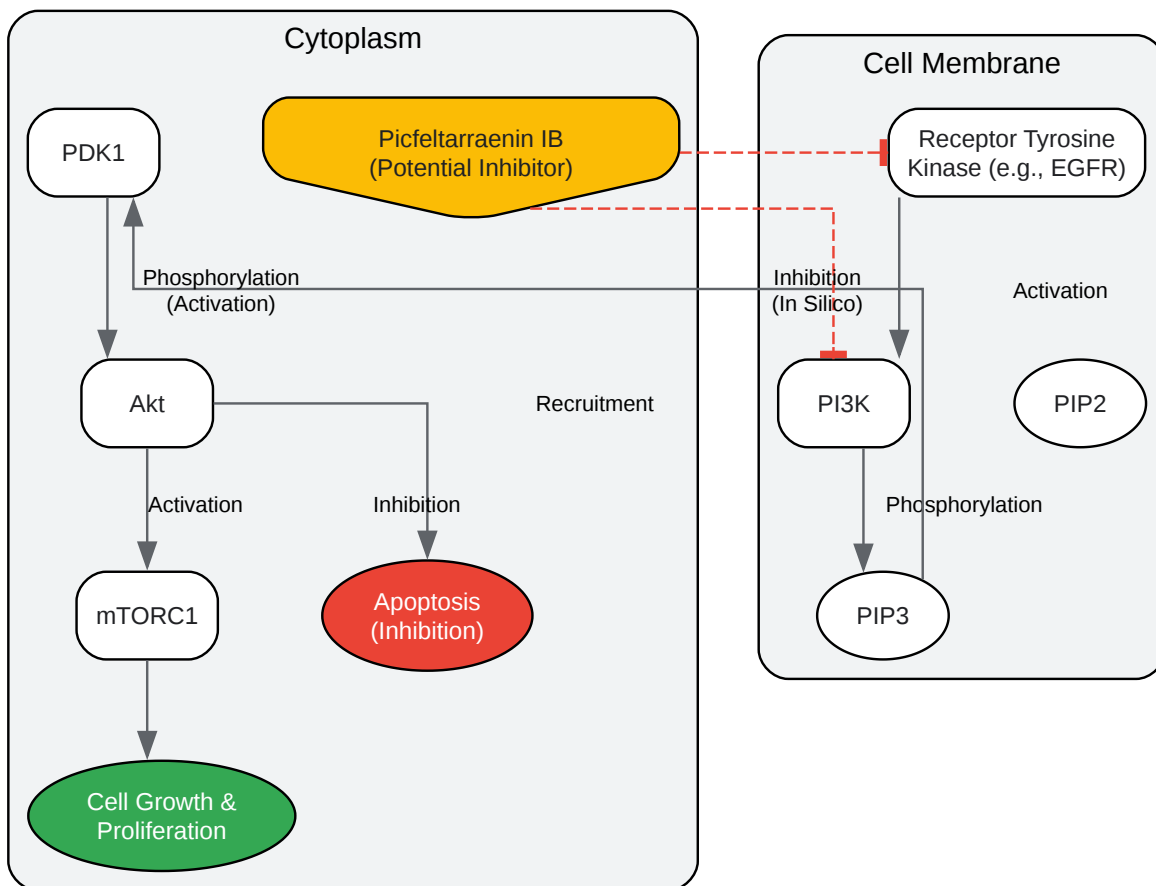 Cytoplasm
Cell Membrane
PDK1
Picfeltarraenin IB
(Potential Inhibitor)
Receptor Tyrosine
Kinase (e.g., EGFR)
Phosphorylation
(Activation)
Inhibition
(In Silico)
Activation
Akt
Recruitment
PI3K
PIP2
Activation
Inhibition
Phosphorylation
mTORC1
Apoptosis
(Inhibition)
PIP3
Cell Growth &
Proliferation